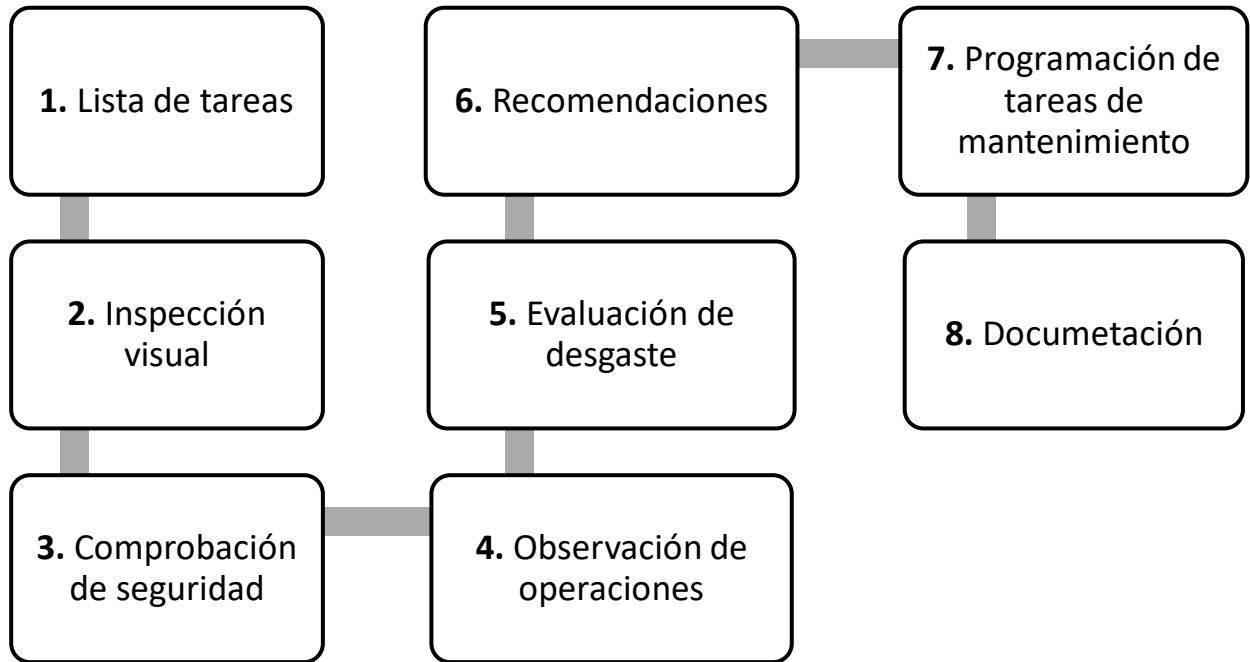 1. Lista de tareas
2. Inspección
visual
3. Comprobación
de seguridad
4. Observación de
operaciones
5. Evaluación de
desgaste
6. Recomendaciones
7. Programación de
tareas de
mantenimiento
8. Documetación